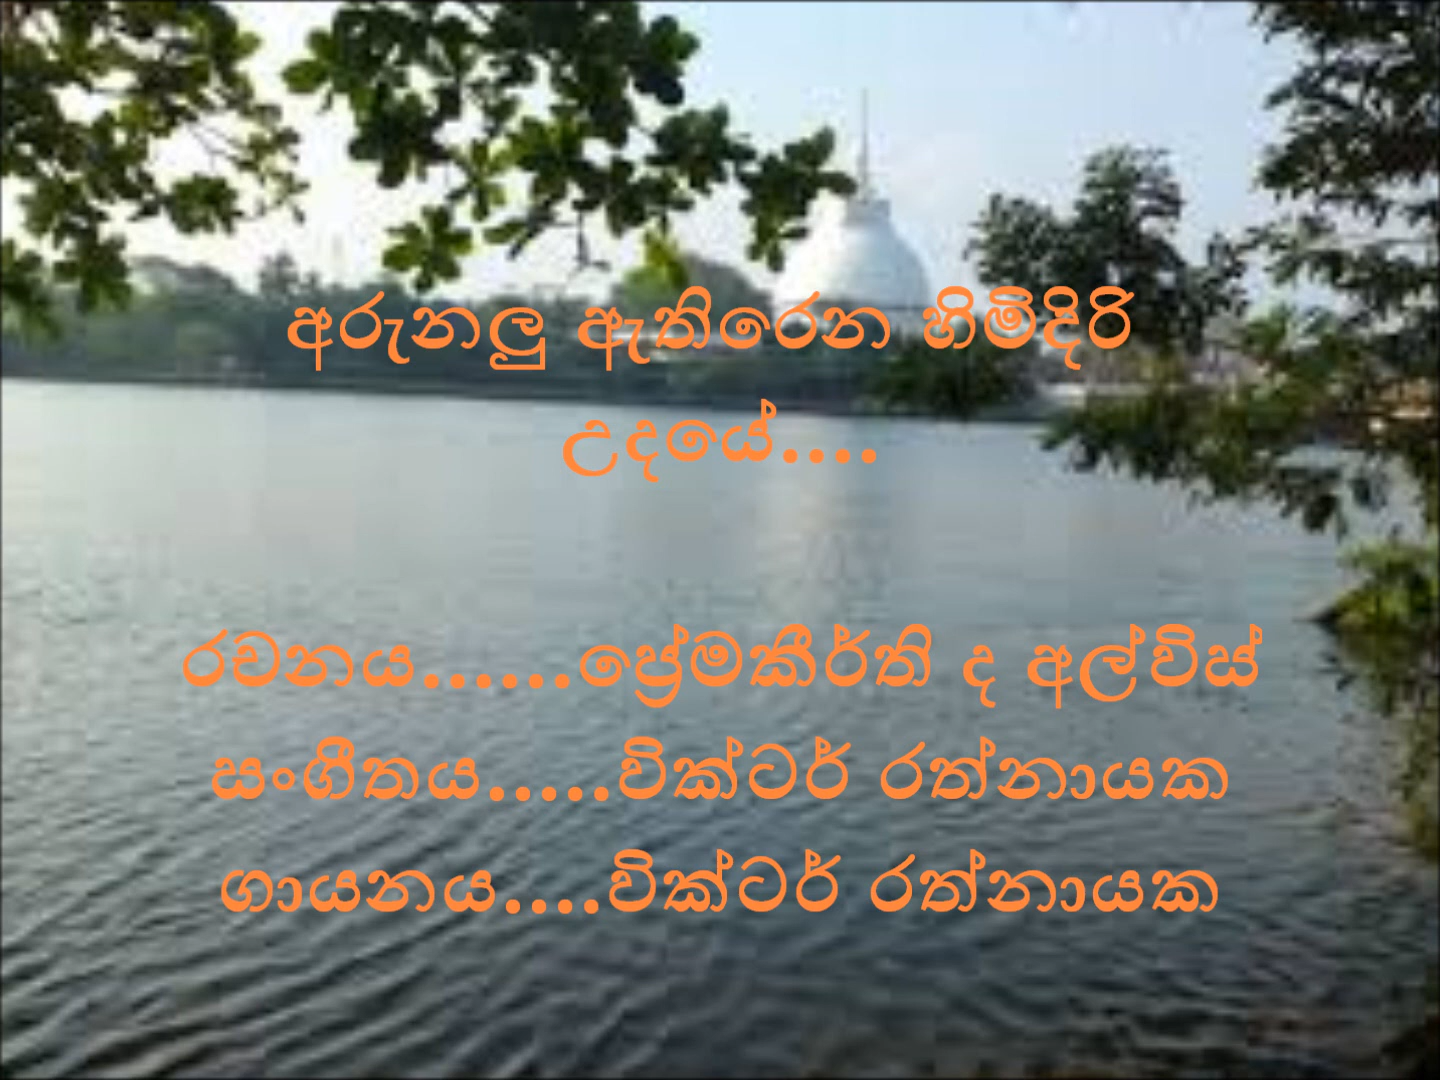 අරුනලු ඇතිරෙන හිමිදිරි
උදයේ....
රචනය......ප්‍රේමකීර්ති ද අල්විස්
සංගීතය.....වික්ටර් රත්නායක
ගායනය....වික්ටර් රත්නායක